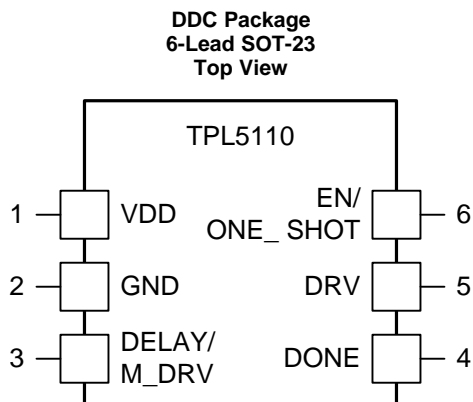 DDC Package
6-Lead SOT-23
Top View
TPL5110
1 VDD
EN/
ONE_ SHOT 6
2 GND
DRV 5
3 DELAY/
M_DRV
DONE 4